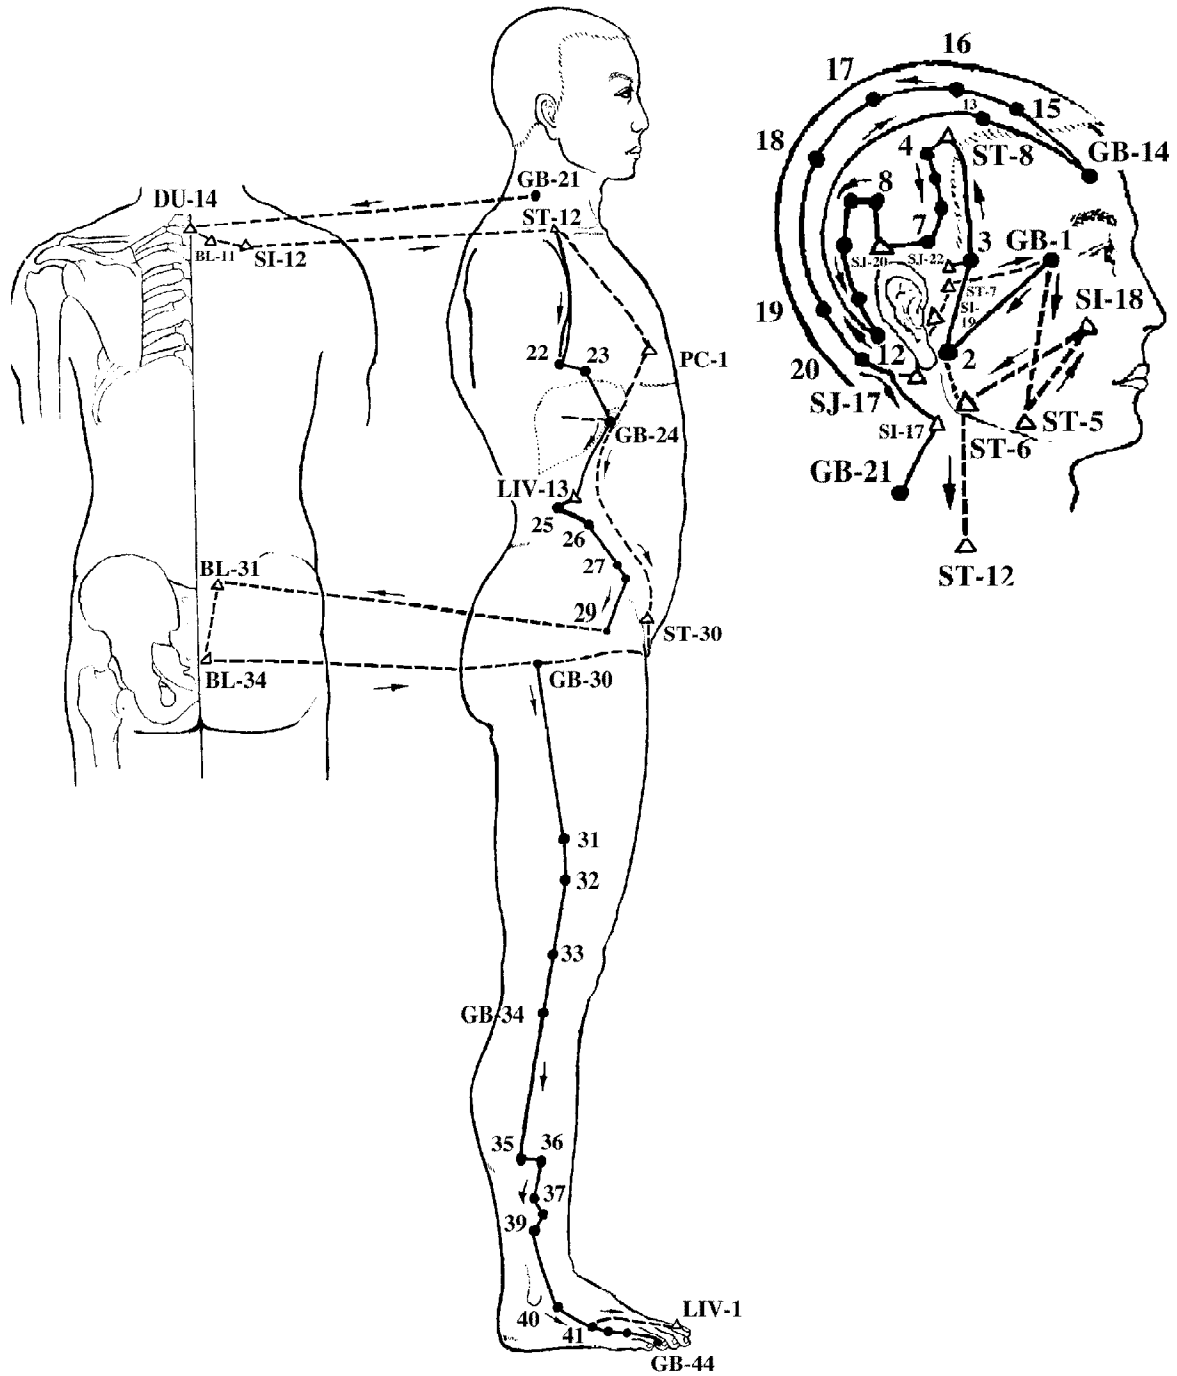 16
17
13
15
18
4
ST-8
GB-14
8
GB-21
DU-14
ST-12
7
3
GB-1
BL-11
SI-12
SJ-20
SJ-22
ST-7
SI-18
SI-
19
19
22
23
PC-1
12
2
20
SJ-17
ST-5
GB-24
SI-17
ST-6
GB-21
LIV-13
25
26
27
BL-31
ST-12
29
ST-30
BL-34
GB-30
31
32
33
GB-34
35
36
37
39
40
41
LIV-1
GB-44